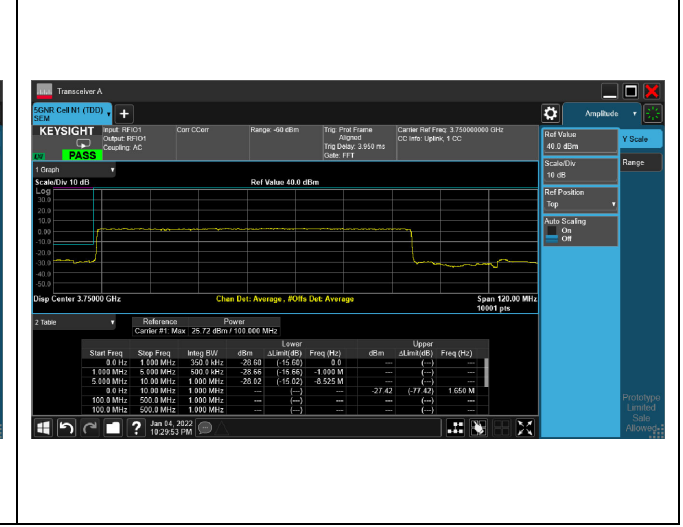 Transceiver A
5GNR Cell N1 (TDD)
SEM
Amplitude
KEYSIGHT
PASS
Input: RFIO1
Output: RFIO1
Coupling: AC
Corr CCorr
Range: -60 dBm
Trig: Prot Frame
Aligned
Trig Delay: 3.950 ms
Gate: FFT
Carrier Ref Freq: 3.750000000 GHz
CC Info: Uplink, 1 CC
Ref Value
40.0 dBm
Y Scale
Scale/Div
10 dB
Range
Ref Position
Top
Auto Scaling
On
Off
1 Graph
Scale/Div 10 dB
Ref Value 40.0 dBm
Log
30.0
20.0
10.0
0.00
-10.0
-20.0
-30.0
-40.0
-50.0
Disp Center 3.75000 GHz
Chan Det: Average , #Offs Det: Average
Span 120.00 MHz
10001 pts
2 Table
Reference Power
Carrier #1: Max 25.72 dBm / 100.000 MHz
Lower Upper
Start Freq Stop Freq Integ BW dBm ΔLimit(dB) Freq (Hz) dBm ΔLimit(dB) Freq (Hz)
0.0 Hz 1.000 MHz 350.0 kHz -28.60 (-15.60) 0.0 --- (---) ---
1.000 MHz 5.000 MHz 500.0 kHz -28.66 (-15.66) -1.000 M --- (---) ---
5.000 MHz 10.00 MHz 1.000 MHz -28.02 (-15.02) -8.525 M --- (---) ---
0.0 Hz 10.00 MHz 1.000 MHz --- (---) --- -27.42 (-77.42) 1.650 M
100.0 MHz 500.0 MHz 1.000 MHz --- (---) --- --- (---) ---
100.0 MHz 500.0 MHz 1.000 MHz --- (---) --- --- (---) ---
Prototype
Limited
Sale
Allowed
Jan 04, 2022
10:29:53 PM